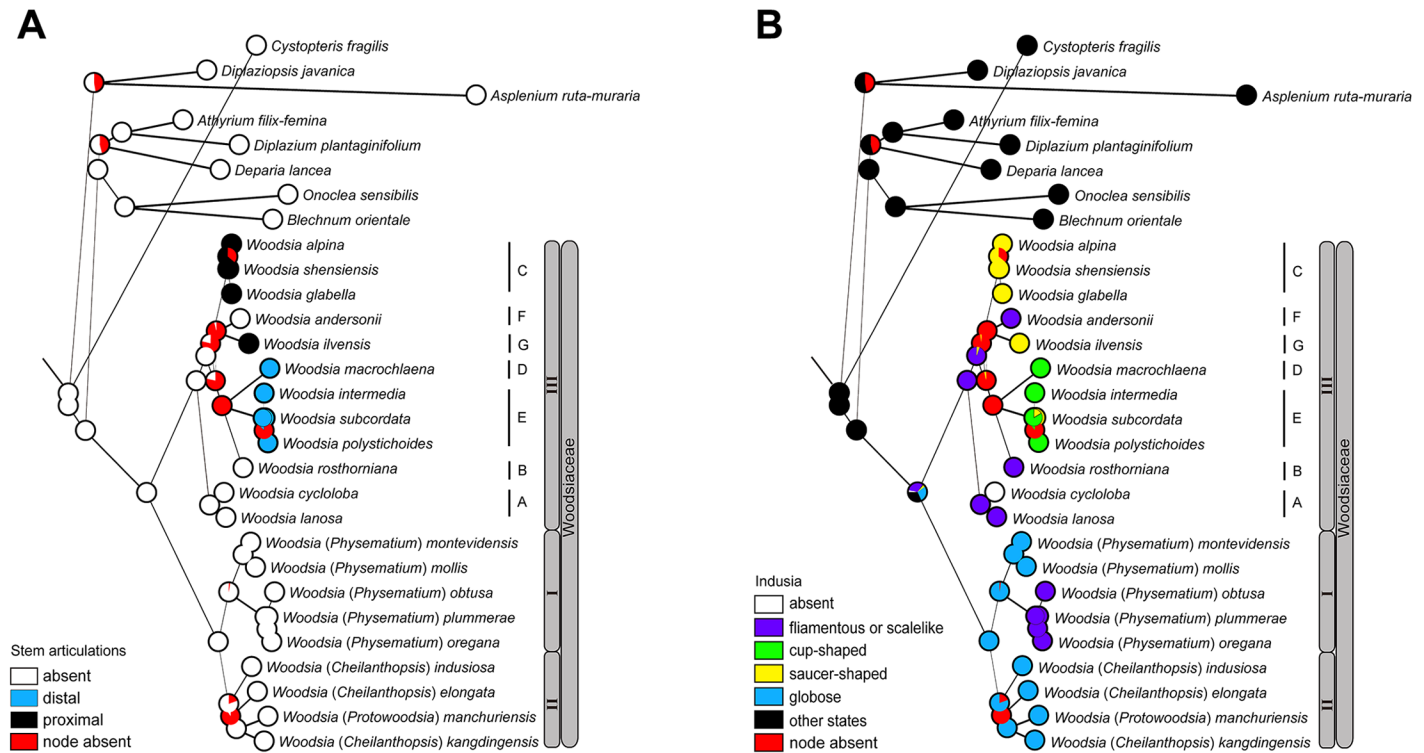 A
Cystopteris fragilis
Diplaziopsis javanica
Asplenium ruta-muraria
Athyrium filix-femina
Diplazium plantaginifolium
Deparia lancea
Onoclea sensibilis
Blechnum orientale
Woodsia alpina
Woodsia shensiensis
Woodsia glabella
Woodsia andersonii
Woodsia ilvensis
Woodsia macrochlaena
Woodsia intermedia
Woodsia subcordata
Woodsia polystichoides
Woodsia rosthorniana
Woodsia cycloloba
Woodsia lanosa
Woodsia (Physematium) montevidensis
Woodsia (Physematium) mollis
Woodsia (Physematium) obtusa
Woodsia (Physematium) plummerae
Woodsia (Physematium) oregana
Woodsia (Cheilanthopsis) indusiosa
Woodsia (Cheilanthopsis) elongata
Woodsia (Protowoodsia) manchuriensis
Woodsia (Cheilanthopsis) kangdingensis
C
F
G
D
E
B
A
III
I
II
Woodsiaceae
Stem articulations
absent
distal
proximal
node absent
B
Cystopteris fragilis
Diplaziopsis javanica
Asplenium ruta-muraria
Athyrium filix-femina
Diplazium plantaginifolium
Deparia lancea
Onoclea sensibilis
Blechnum orientale
Woodsia alpina
Woodsia shensiensis
Woodsia glabella
Woodsia andersonii
Woodsia ilvensis
Woodsia macrochlaena
Woodsia intermedia
Woodsia subcordata
Woodsia polystichoides
Woodsia rosthorniana
Woodsia cycloloba
Woodsia lanosa
Woodsia (Physematium) montevidensis
Woodsia (Physematium) mollis
Woodsia (Physematium) obtusa
Woodsia (Physematium) plummerae
Woodsia (Physematium) oregana
Woodsia (Cheilanthopsis) indusiosa
Woodsia (Cheilanthopsis) elongata
Woodsia (Protowoodsia) manchuriensis
Woodsia (Cheilanthopsis) kangdingensis
C
F
G
D
E
B
A
III
I
II
Woodsiaceae
Indusia
absent
fliamentous or scalelike
cup-shaped
saucer-shaped
globose
other states
node absent